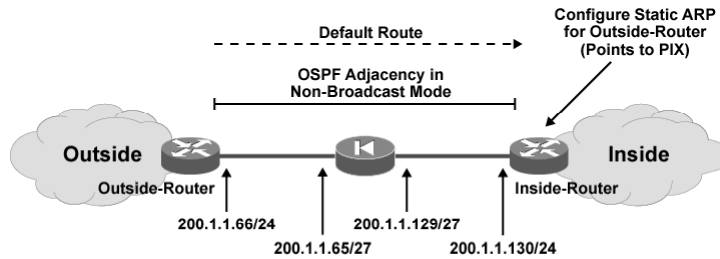 Configure Static ARP
for Outside-Router
(Points to PIX)
Default Route
OSPF Adjacency in
Non-Broadcast Mode
Outside
Inside
Outside-Router
Inside-Router
200.1.1.66/24
200.1.1.129/27
200.1.1.65/27
200.1.1.130/24